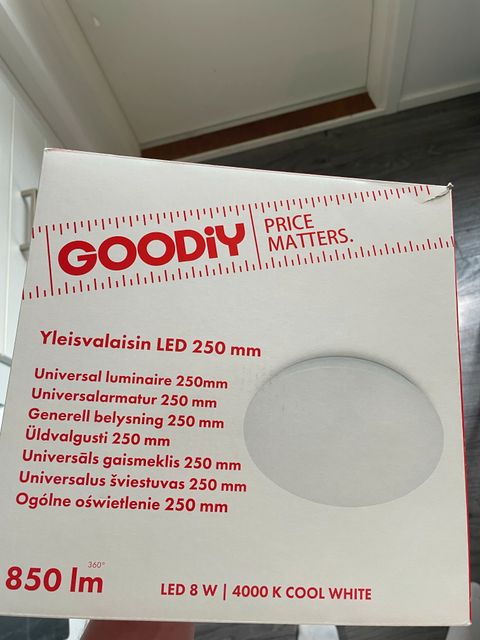 GOODiY
PRICE
MATTERS.
Yleisvalaisin LED 250 mm
Universal luminaire 250mm
Universalarmatur 250 mm
Generell belysning 250 mm
Üldvalgusti 250 mm
Universāls gaismeklis 250 mm
Universalus šviestuvas 250 mm
Ogólne oświetlenie 250 mm
360°
850 lm
LED 8 W | 4000 K COOL WHITE